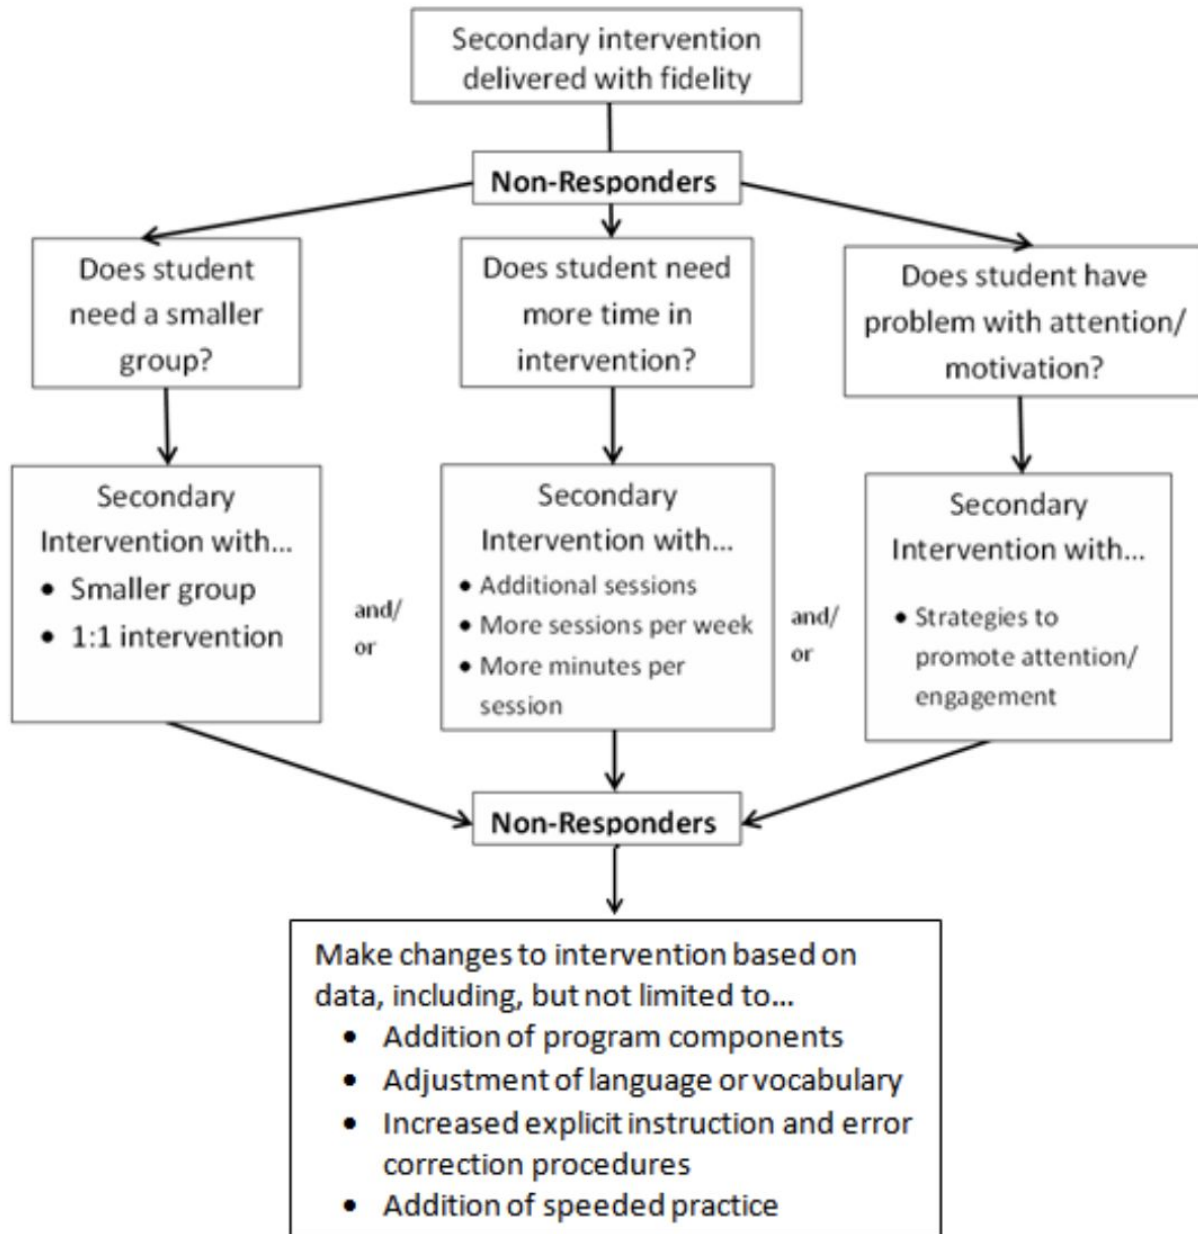 Secondary intervention
delivered with fidelity
Non-Responders
Does student
need a smaller
group?
Does student need
more time in
intervention?
Does student have
problem with attention/
motivation?
Secondary
Intervention with...
• Smaller group
• 1:1 intervention
and/
or
Secondary
Intervention with...
• Additional sessions
• More sessions per week
• More minutes per
session
and/
or
Secondary
Intervention with...
• Strategies to
promote attention/
engagement
Non-Responders
Make changes to intervention based on
data, including, but not limited to...
• Addition of program components
• Adjustment of language or vocabulary
• Increased explicit instruction and error
correction procedures
• Addition of speeded practice